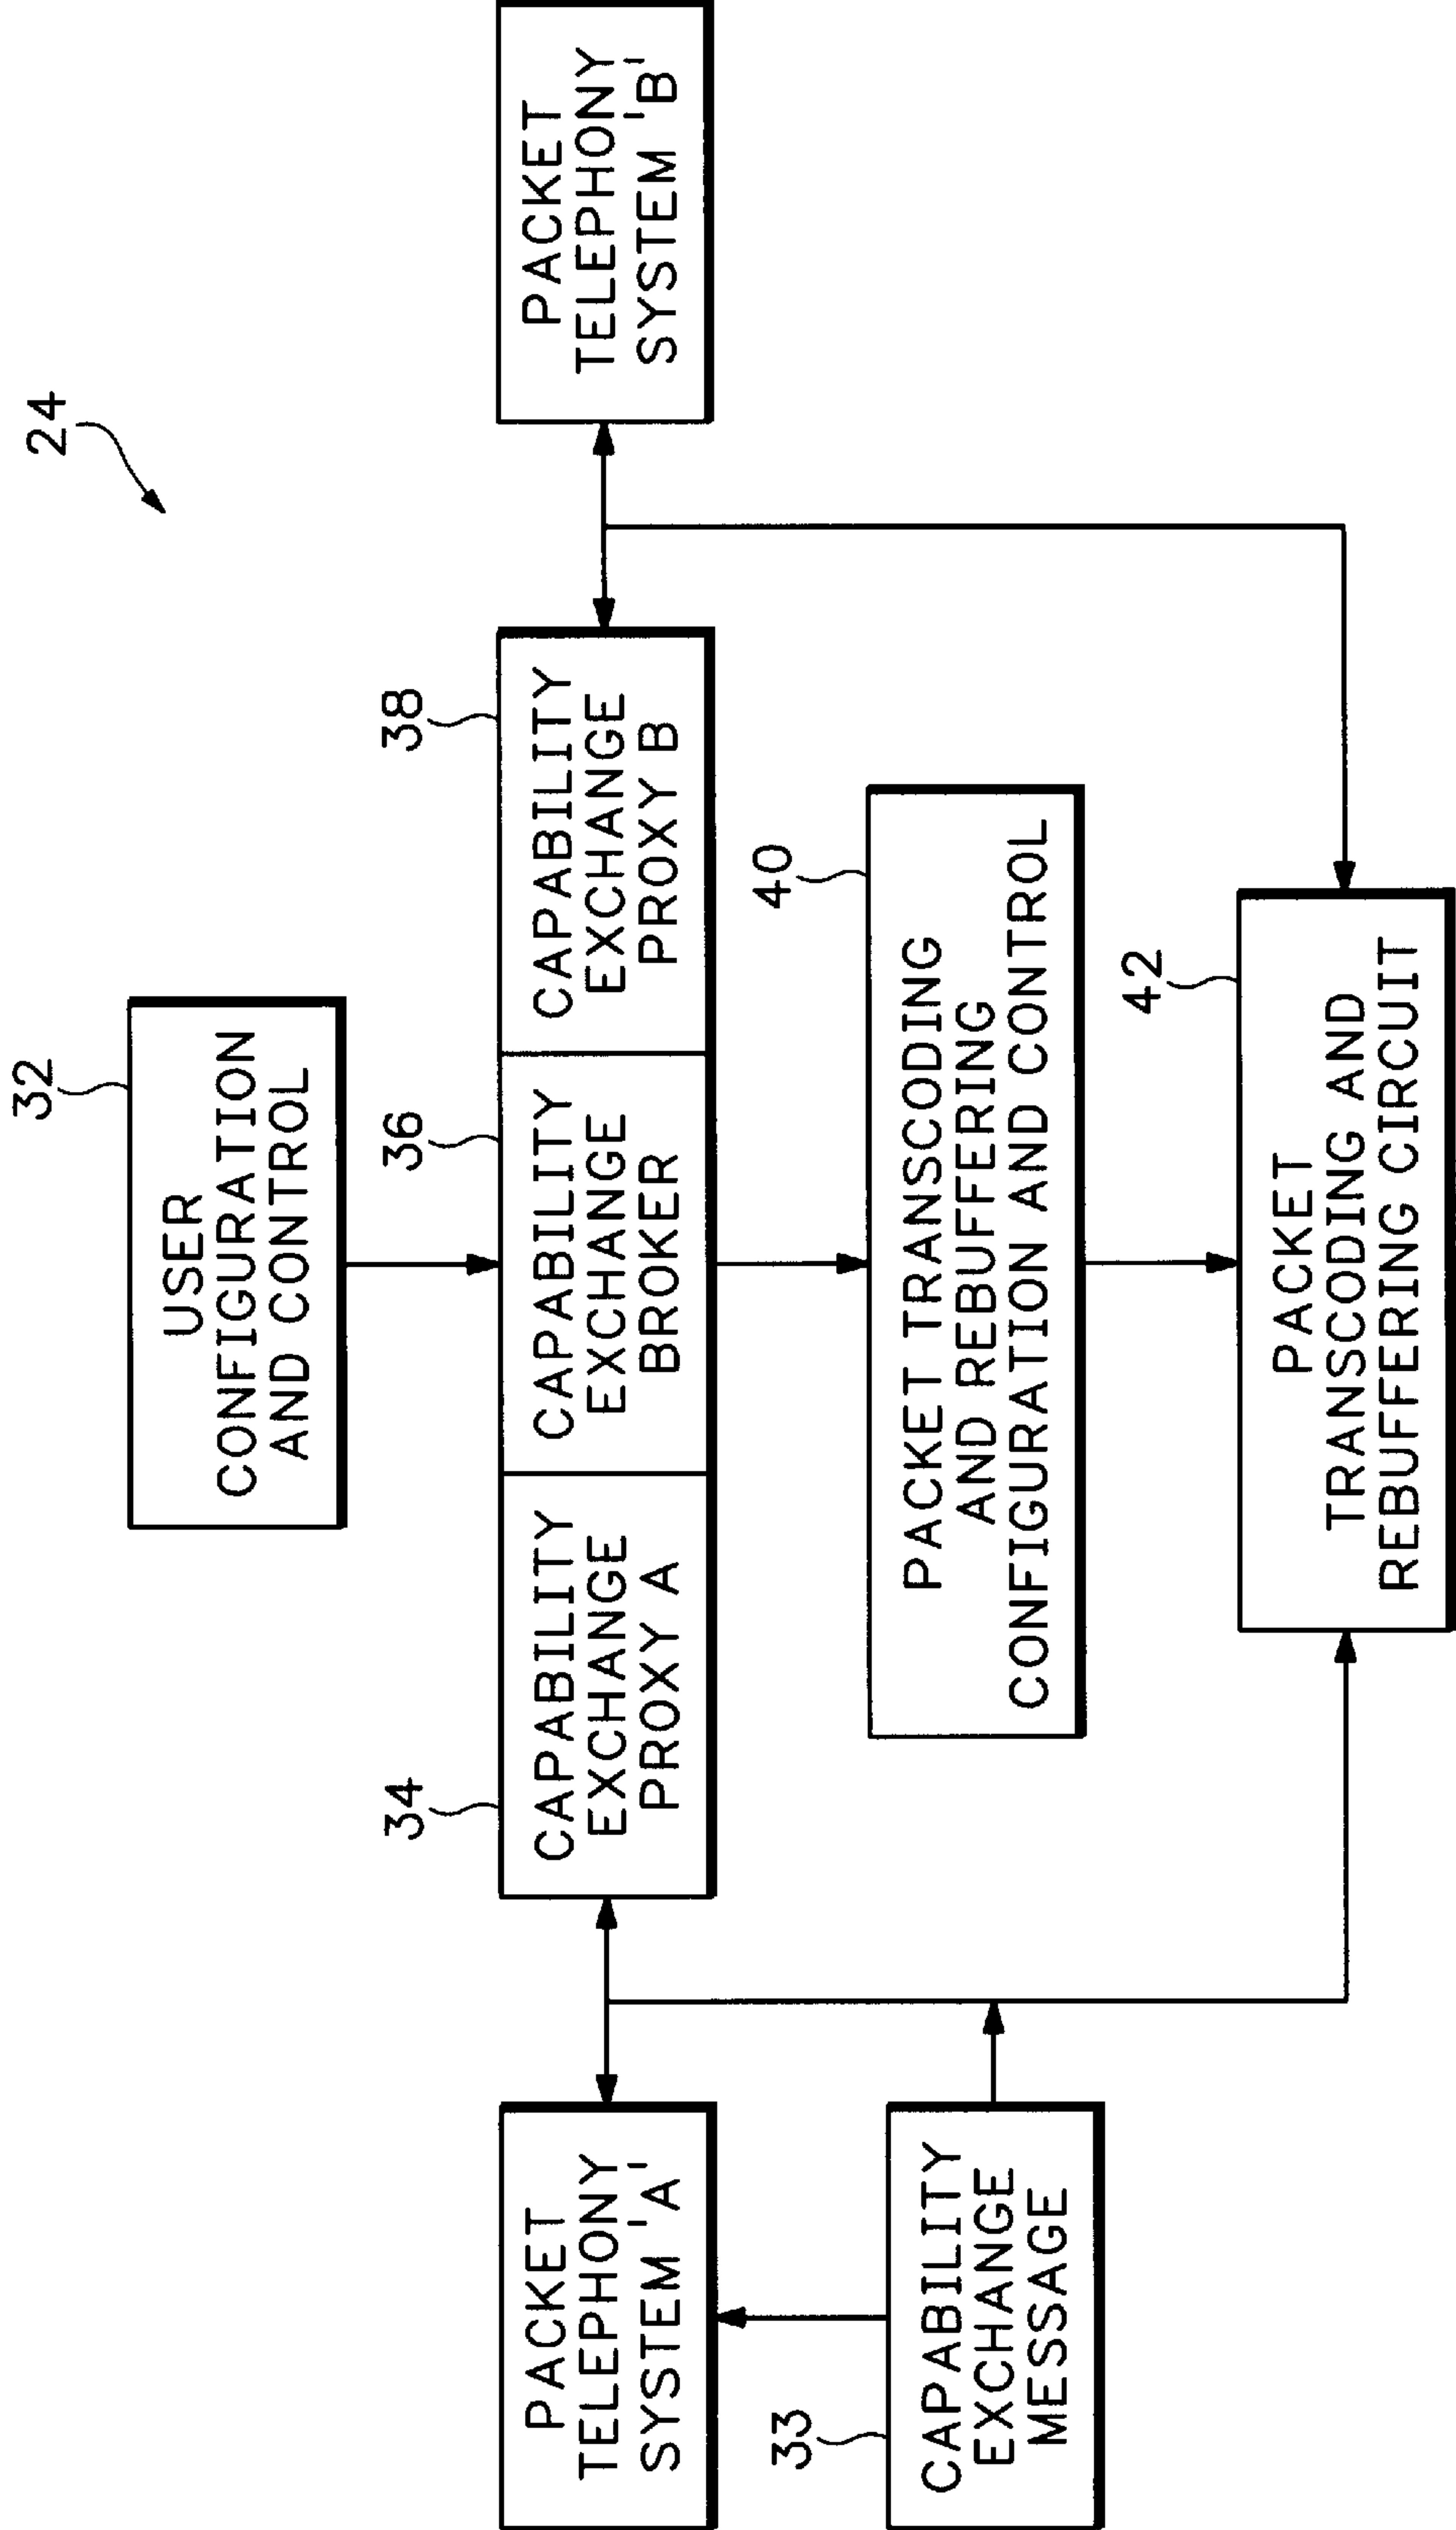 24
32
USER
CONFIGURATION
AND CONTROL
34
36
38
PACKET
TELEPHONY
SYSTEM 'A'
CAPABILITY
EXCHANGE
PROXY A
CAPABILITY
EXCHANGE
BROKER
CAPABILITY
EXCHANGE
PROXY B
PACKET
TELEPHONY
SYSTEM 'B'
33
CAPABILITY
EXCHANGE
MESSAGE
40
PACKET TRANSCODING
AND REBUFFERING
CONFIGURATION AND CONTROL
42
PACKET
TRANSCODING AND
REBUFFERING CIRCUIT